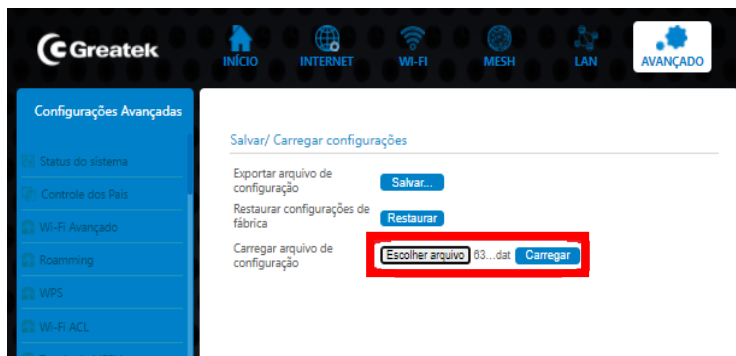 Greatek
INÍCIO
INTERNET
WI-FI
MESH
LAN
AVANÇADO
Configurações Avançadas
Status do sistema
Controle dos Pais
Wi-Fi Avançado
Roamming
WPS
Wi-Fi ACL
Salvar/ Carregar configurações
Exportar arquivo de
configuração
Salvar...
Restaurar configurações de
fábrica
Restaurar
Carregar arquivo de
configuração
Escolher arquivo 63...dat Carregar